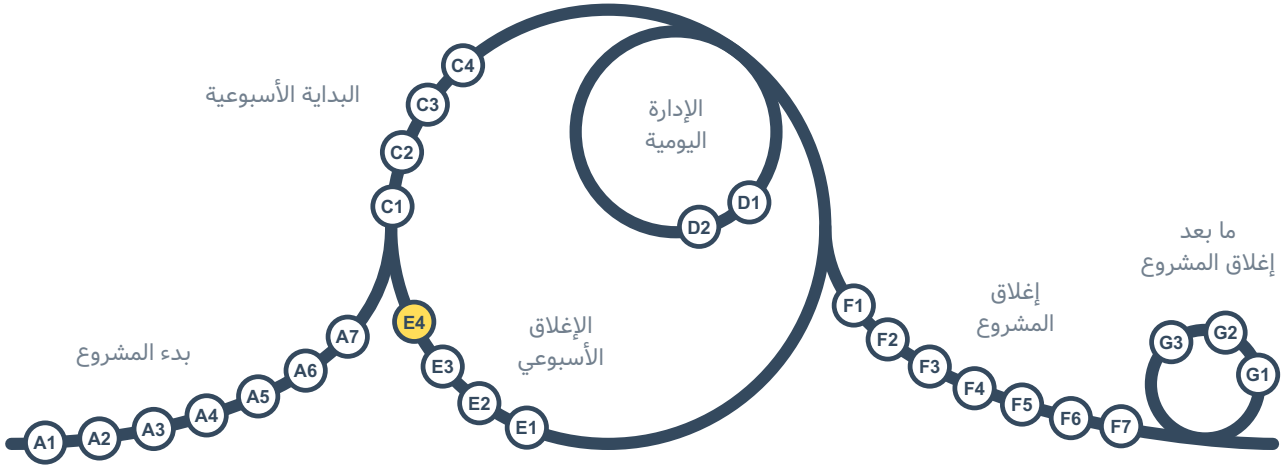 بدء المشروع
A1
A2
A3
A4
A5
A6
A7
البداية الأسبوعية
C1
C2
C3
C4
الإدارة
اليومية
D1
D2
الإغلاق
الأسبوعي
E1
E2
E3
E4
إغلاق
المشروع
F1
F2
F3
F4
F5
F6
F7
ما بعد
إغلاق المشروع
G1
G2
G3